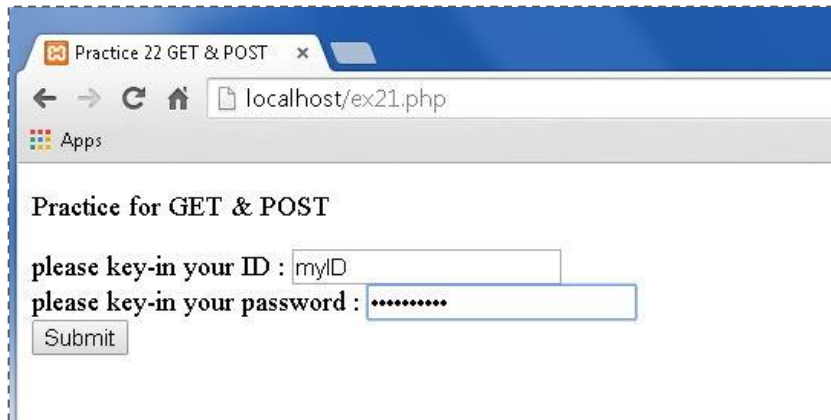 Practice 22 GET & POST
localhost/ex21.php
Apps
Practice for GET & POST
please key-in your ID : myID
please key-in your password : ••••••••••
Submit